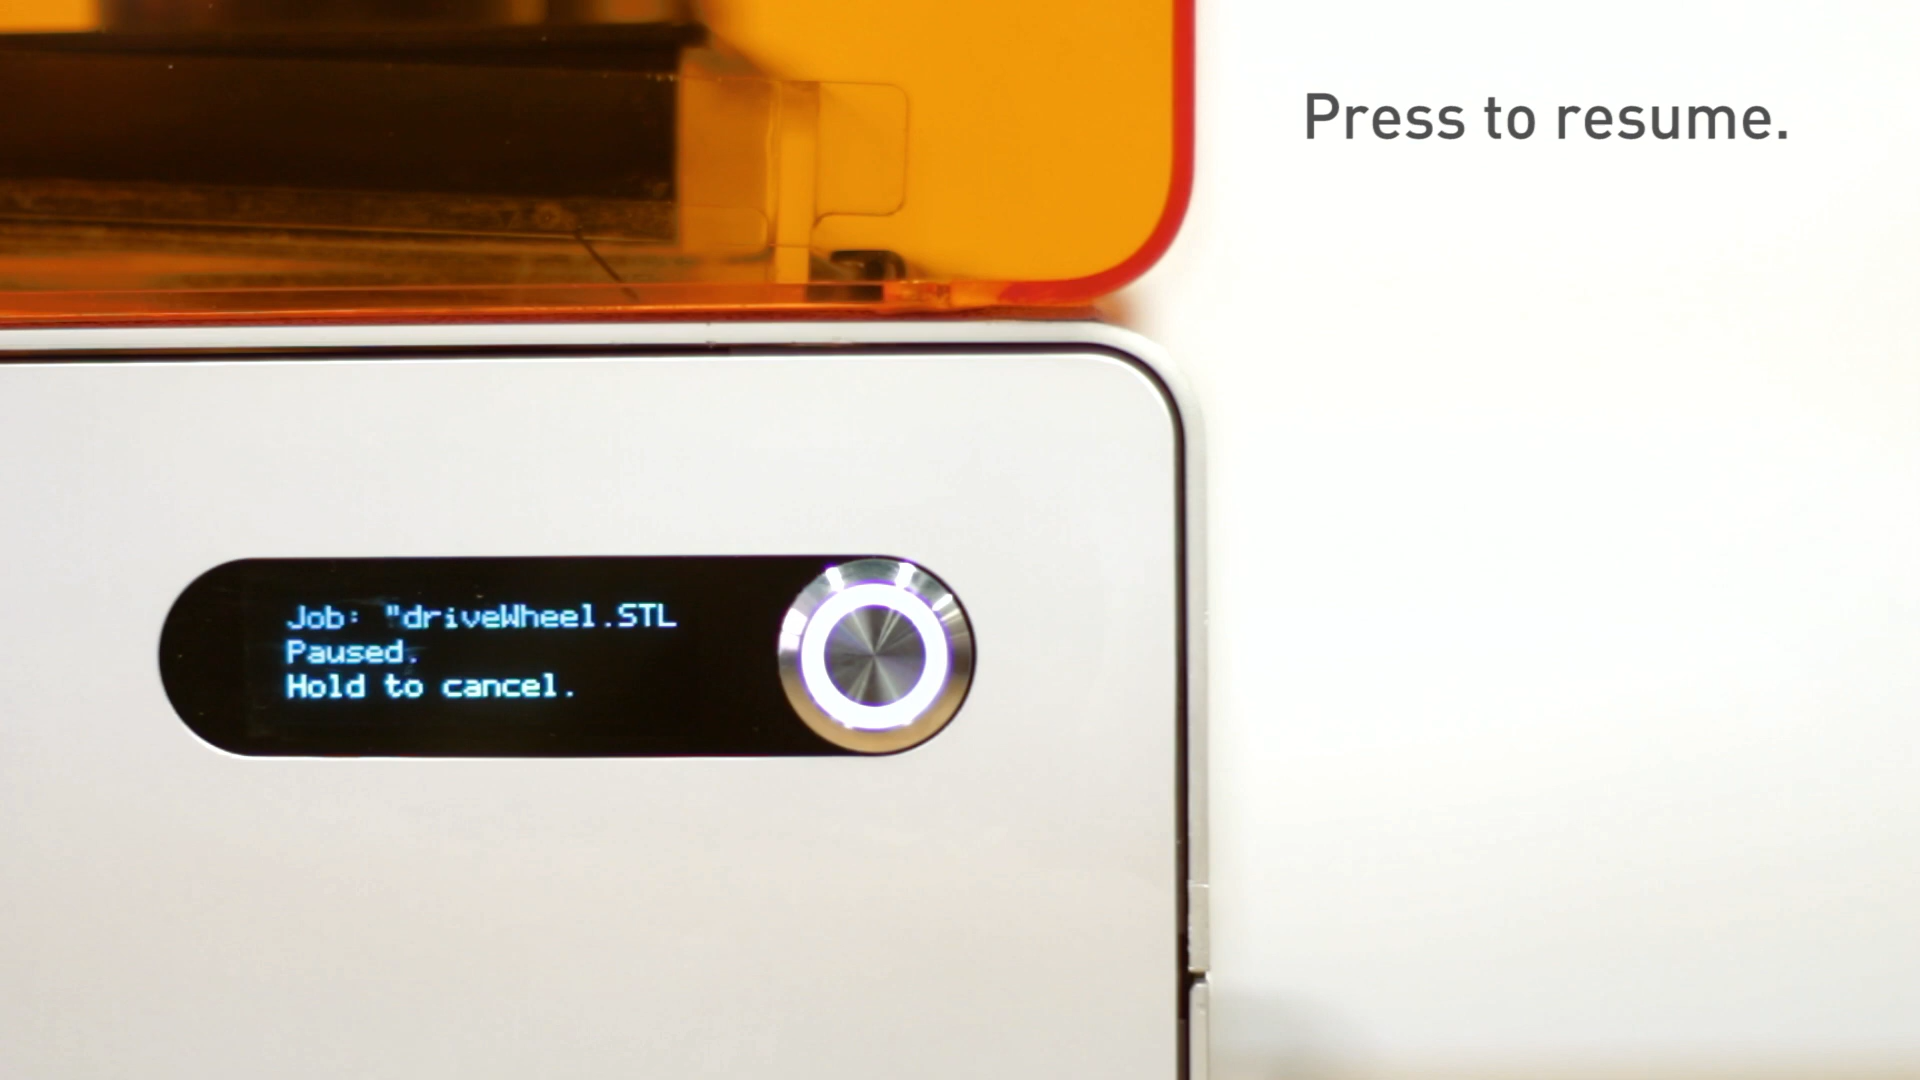 Press to resume.
Job: "driveWheel.STL
Paused.
Hold to cancel.